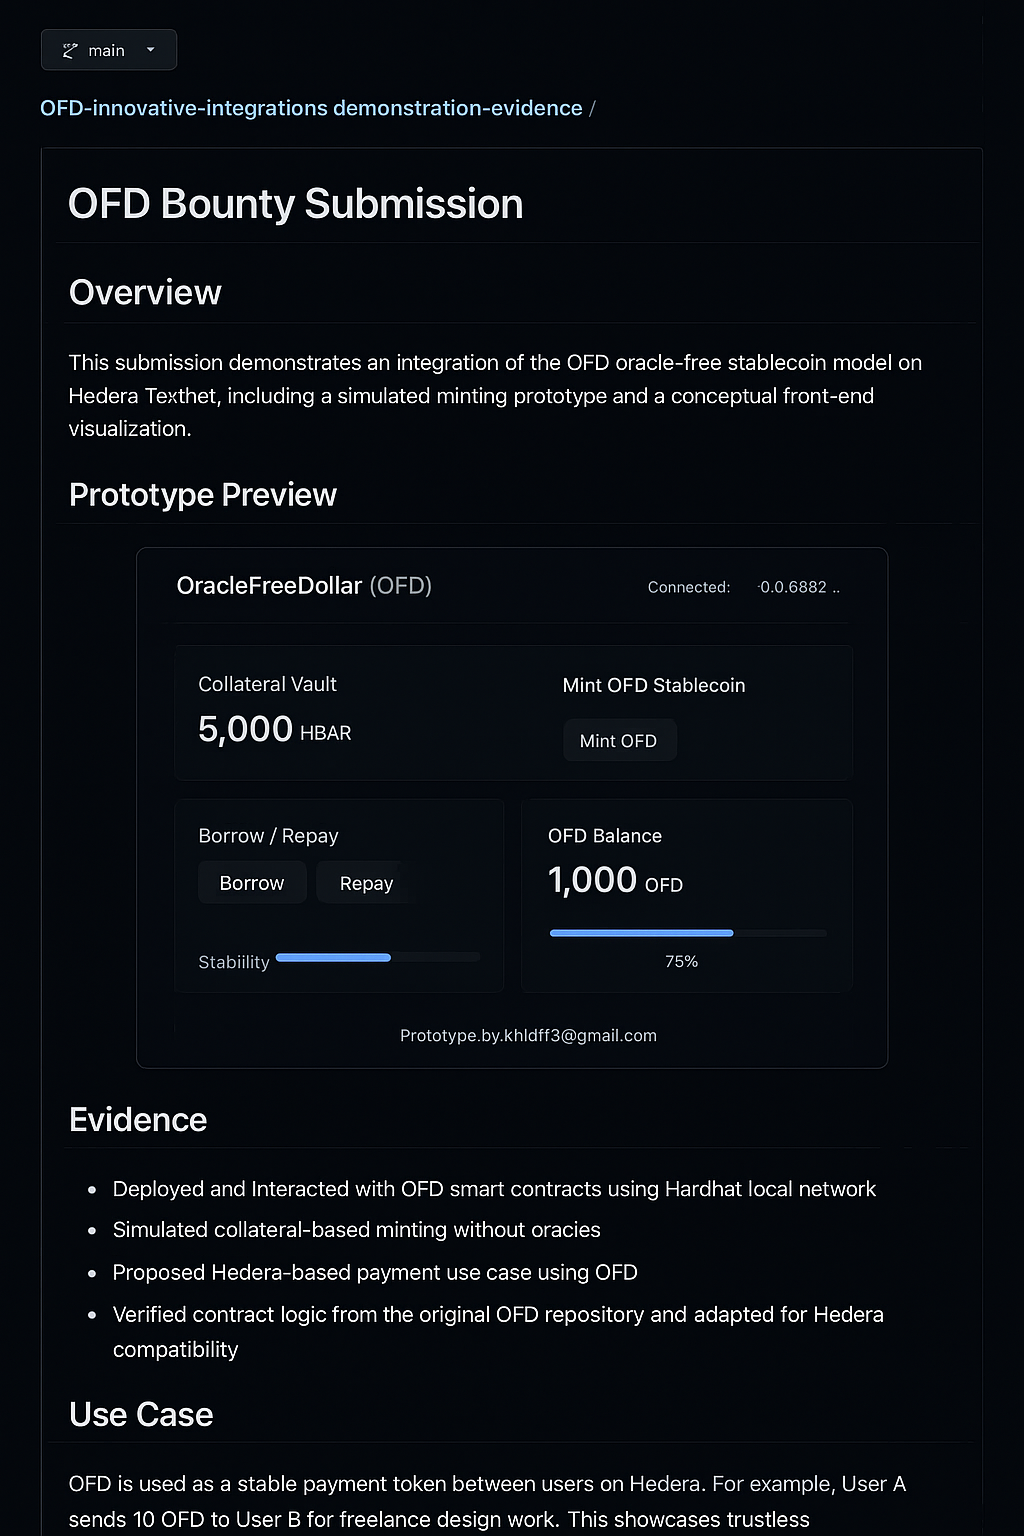 main
OFD-innovative-integrations demonstration-evidence /
OFD Bounty Submission
Overview
This submission demonstrates an integration of the OFD oracle-free stablecoin model on
Hedera Texthet, including a simulated minting prototype and a conceptual front-end
visualization.
Prototype Preview
OracleFreeDollar (OFD)
Connected: ·0.0.6882 ..
Collateral Vault
5,000 HBAR
Mint OFD Stablecoin
Mint OFD
Borrow / Repay
Borrow Repay
Stabiility
OFD Balance
1,000 OFD
75%
Prototype.by.khldff3@gmail.com
Evidence
• Deployed and Interacted with OFD smart contracts using Hardhat local network
• Simulated collateral-based minting without oracies
• Proposed Hedera-based payment use case using OFD
• Verified contract logic from the original OFD repository and adapted for Hedera
compatibility
Use Case
OFD is used as a stable payment token between users on Hedera. For example, User A
sends 10 OFD to User B for freelance design work. This showcases trustless